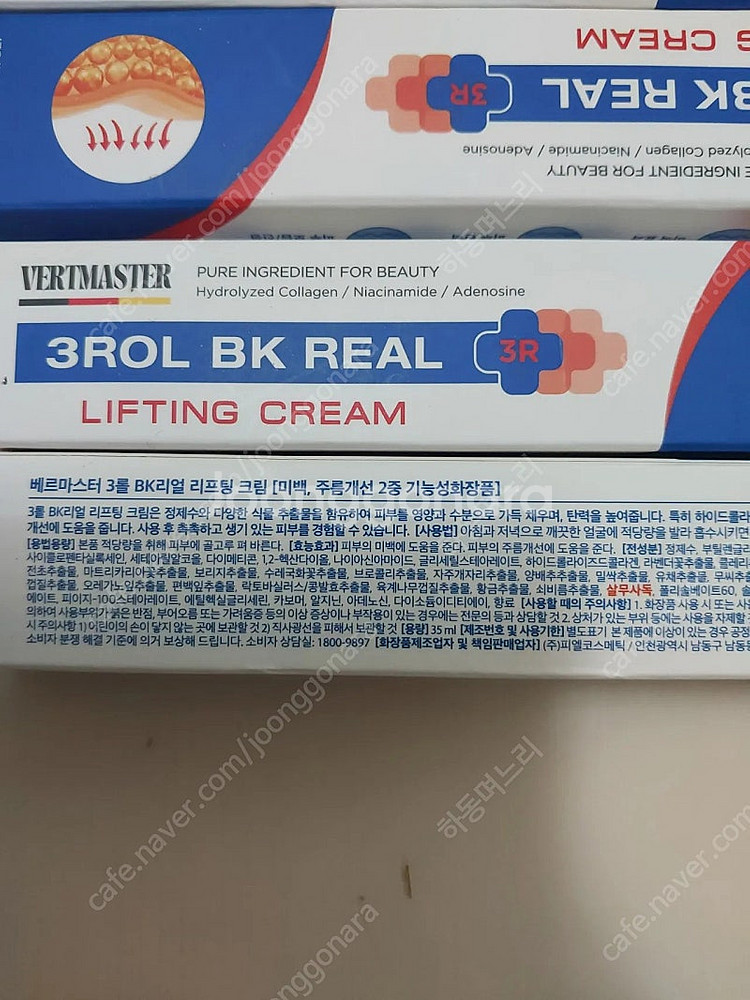 G CREAM
BK REAL
3R
Hydrolyzed Collagen / Niacinamide / Adenosine
INGREDIENT FOR BEAUTY
VERTMASTER
PURE INGREDIENT FOR BEAUTY
Hydrolyzed Collagen / Niacinamide / Adenosine
3ROL BK REAL
3R
LIFTING CREAM
베르마스터 3롤 BK리얼 리프팅 크림 [미백, 주름개선 2중 기능성화장품]
3롤 BK리얼 리프팅 크림은 정제수와 다양한 식물 추출물을 함유하여 피부를 영양과 수분으로 가득 채우며, 탄력을 높여줍니다. 특히 하이드롤라
개선에 도움을 줍니다. 사용 후 촉촉하고 생기 있는 피부를 경험할 수 있습니다. [사용법] 아침과 저녁으로 깨끗한 얼굴에 적당량을 발라 흡수시키면
[용법용량] 본품 적당량을 취해 피부에 골고루 펴 바른다. [효능효과] 피부의 미백에 도움을 준다. 피부의 주름개선에 도움을 준다. [전성분] 정제수, 부틸렌글
사이클로펜타실록세인, 세테아릴알코올, 다이메티콘, 1,2-헥산다이올, 나이아신아마이드, 글리세릴스테아레이트, 하이드롤라이즈드콜라겐, 라벤더꽃추출물,
전초추출물, 마트리카리아꽃추출물, 보리지추출물, 수레국화꽃추출물, 브로콜리추출물, 자주개자리추출물, 양배추추출물, 밀싹추출물, 유채추출물, 무싹추
껍질추출물, 오레가노잎추출물, 편백잎추출물, 락토바실러스/콩발효추출물, 육계나무껍질추출물, 황금추출물, 쇠비름추출물, 살무사독, 폴리솔베이트60,
에이트, 피이지-100스테아레이트, 에틸헥실글리세린, 카보머, 알지닌, 아데노신, 다이소듐이디티에이, 향료 [사용할 때의 주의사항] 1. 화장품 사용 시 또는 사
의하여 사용부위가 붉은 반점, 부어오름 또는 가려움증 등의 이상 증상이나 부작용이 있는 경우에는 전문의 등과 상담할 것 2. 상처가 있는 부위 등에는 사용을 자제할
시 주의사항 1) 어린이의 손이 닿지 않는 곳에 보관할 것 2) 직사광선을 피해서 보관할 것 [용량] 35 ml [제조번호 및 사용기한] 별도표기 본 제품에 이상이 있는 경우 공정
소비자 분쟁 해결 기준에 의거 보상해 드립니다. 소비자 상담실: 1800-9897 [화장품제조업자 및 책임판매업자] (주)피엘코스메틱 / 인천광역시 남동구 남동
joonggonara
cafe.naver.com/joonggonara
하동며느리